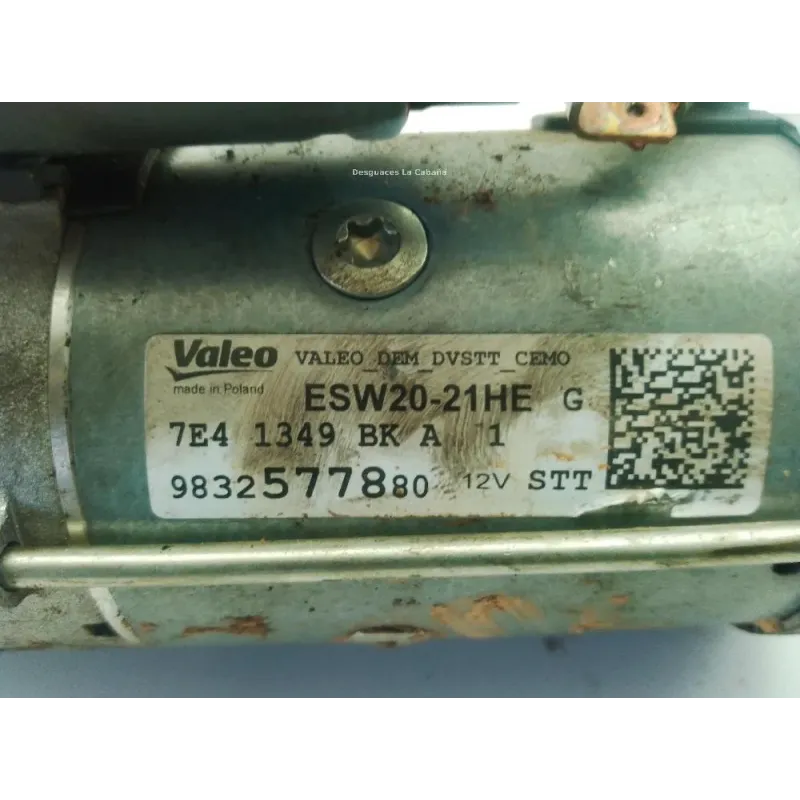 Desguaces La Cabaña
Valeo VALEO_DEM_DVSTT_CEMO
made in Poland
ESW20-21HE G
7E4 1349 BK A 1
9832577880 12V STT